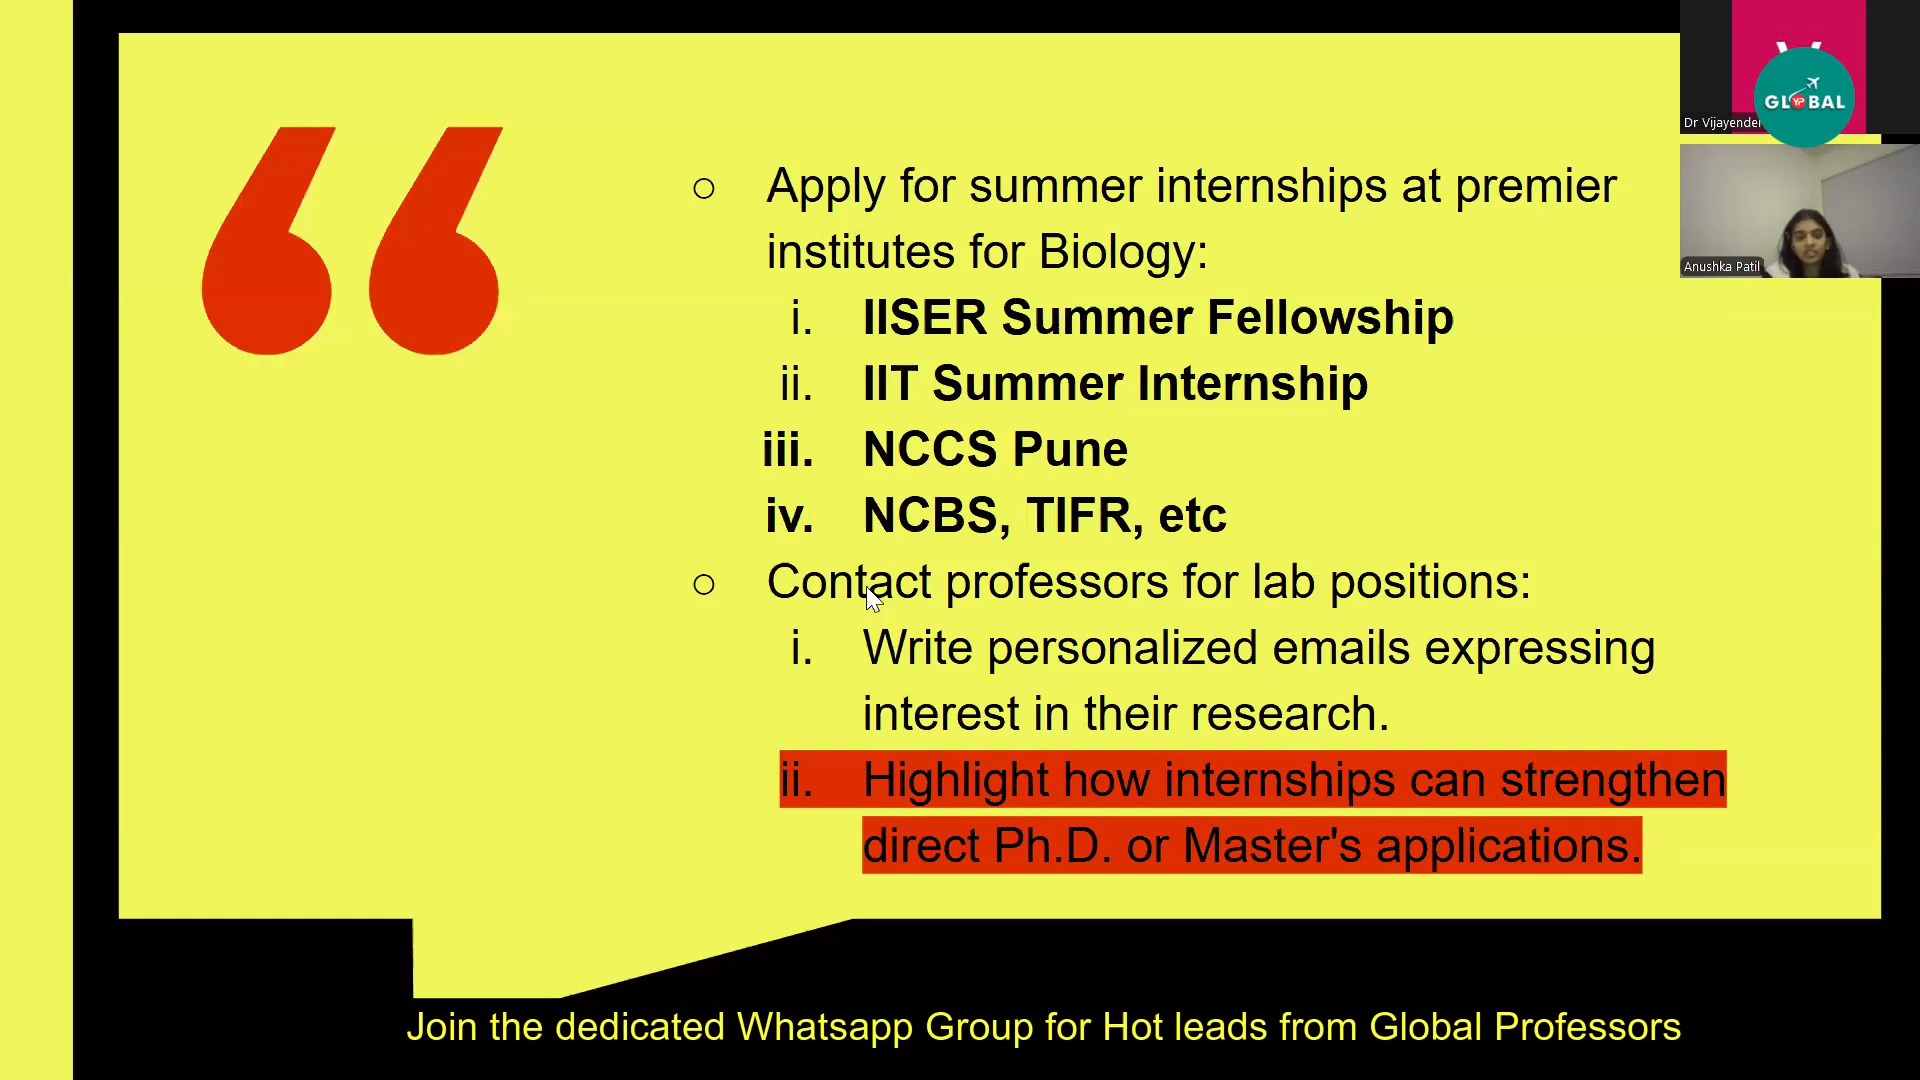 Apply for summer internships at premier
institutes for Biology:
i. IISER Summer Fellowship
ii. IIT Summer Internship
iii. NCCS Pune
iv. NCBS, TIFR, etc
Contact professors for lab positions:
i. Write personalized emails expressing
interest in their research.
ii. Highlight how internships can strengthen
direct Ph.D. or Master's applications.
Join the dedicated Whatsapp Group for Hot leads from Global Professors
Dr Vijayender
GLYPBAL
Anushka Patil